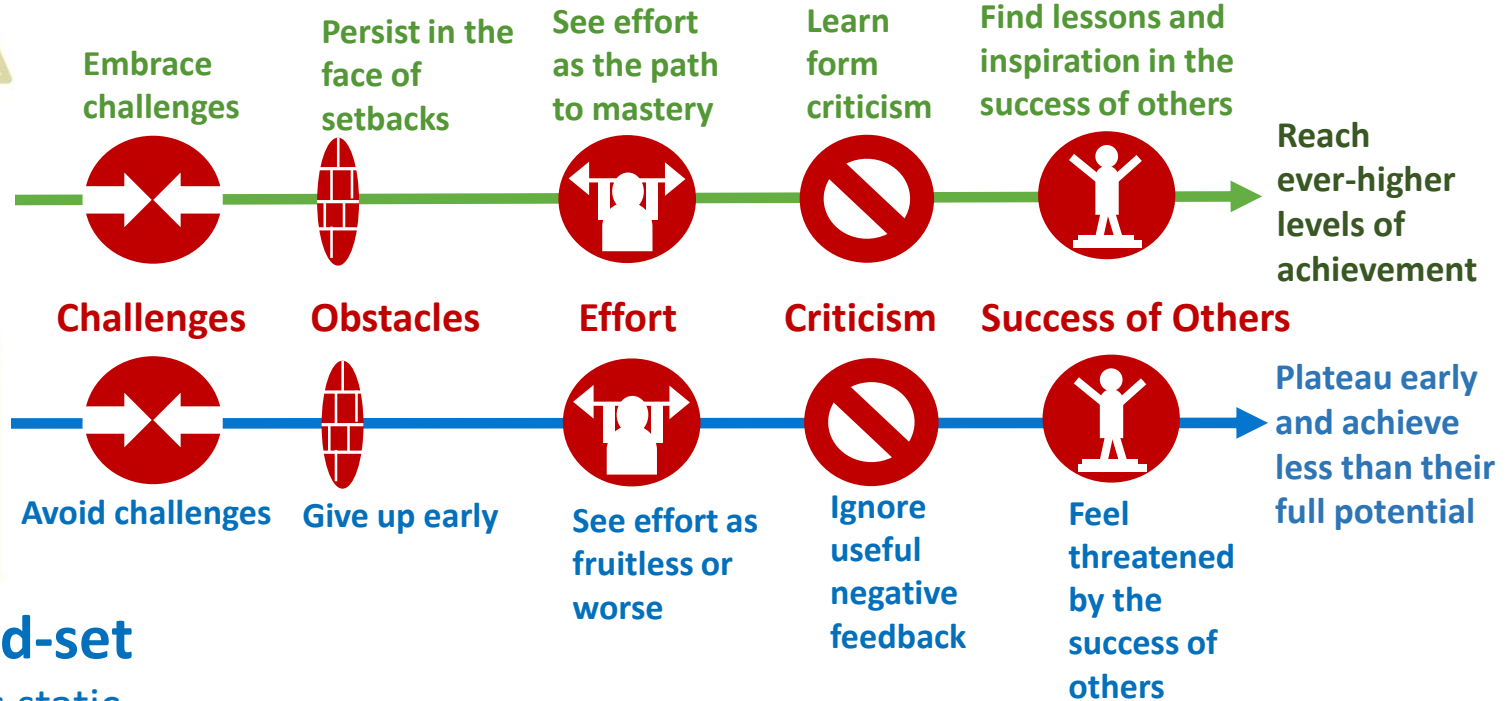 Embrace
challenges
Persist in the
face of
setbacks
See effort
as the path
to mastery
Learn
form
criticism
Find lessons and
inspiration in the
success of others
Reach
ever-higher
levels of
achievement
Challenges
Obstacles
Effort
Criticism
Success of Others
Avoid challenges
Give up early
See effort as
fruitless or
worse
Ignore
useful
negative
feedback
Feel
threatened
by the
success of
others
Plateau early
and achieve
less than their
full potential
d-set
static